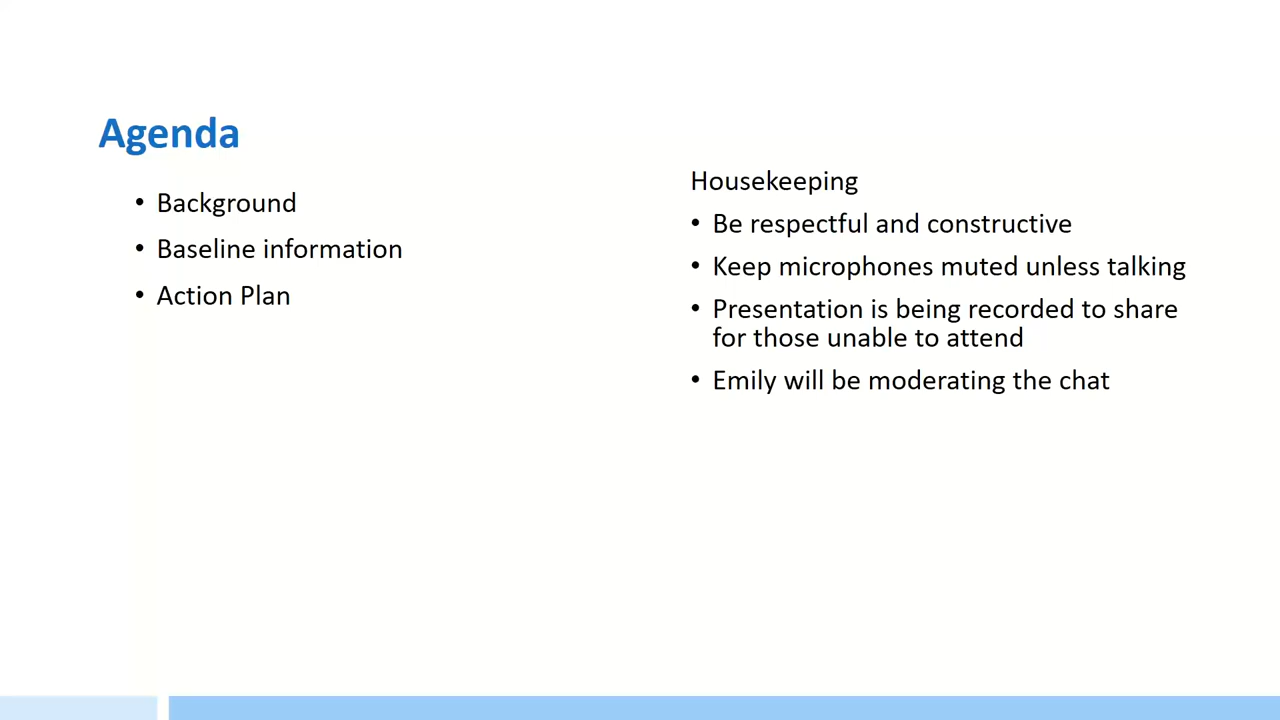 Agenda
• Background
• Baseline information
• Action Plan
Housekeeping
• Be respectful and constructive
• Keep microphones muted unless talking
• Presentation is being recorded to share
for those unable to attend
• Emily will be moderating the chat